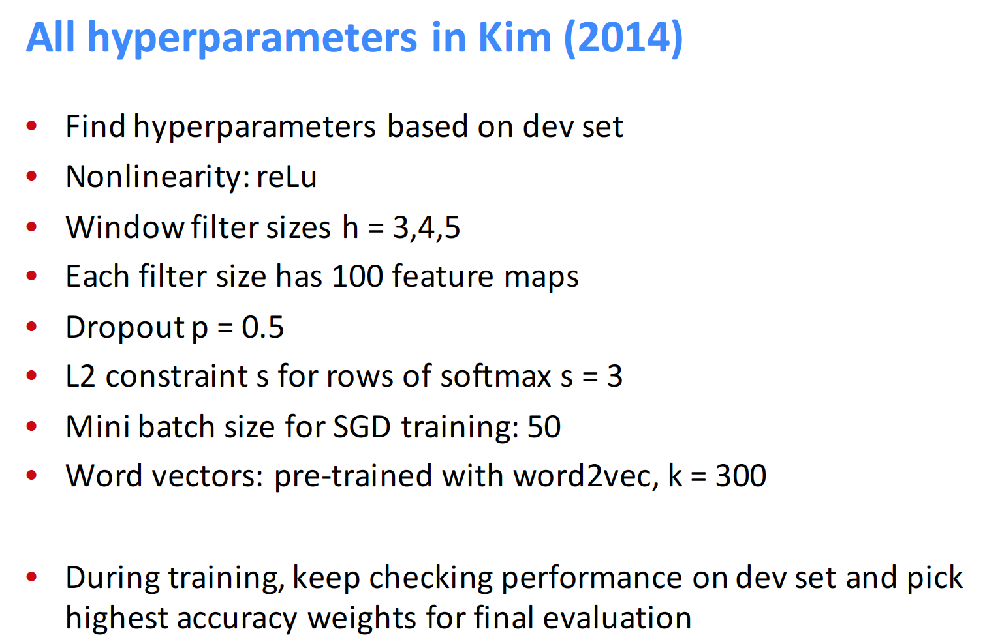 All hyperparameters in Kim (2014)
• Find hyperparameters based on dev set
• Nonlinearity: reLu
• Window filter sizes h = 3,4,5
• Each filter size has 100 feature maps
• Dropout p = 0.5
• L2 constraint s for rows of softmax s = 3
• Mini batch size for SGD training: 50
• Word vectors: pre-trained with word2vec, k = 300
• During training, keep checking performance on dev set and pick
highest accuracy weights for final evaluation